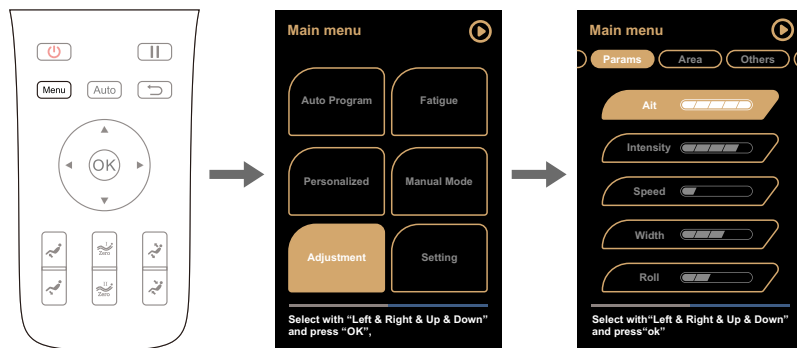 Menu
Auto
OK
I
Zero
II
Zero
Main menu
Auto Program
Fatigue
Personalized
Manual Mode
Adjustment
Setting
Select with “Left & Right & Up & Down”
and press “OK”,
Main menu
Params
Area
Others
Ait
Intensity
Speed
Width
Roll
Select with“Left & Right & Up & Down”
and press“ok”